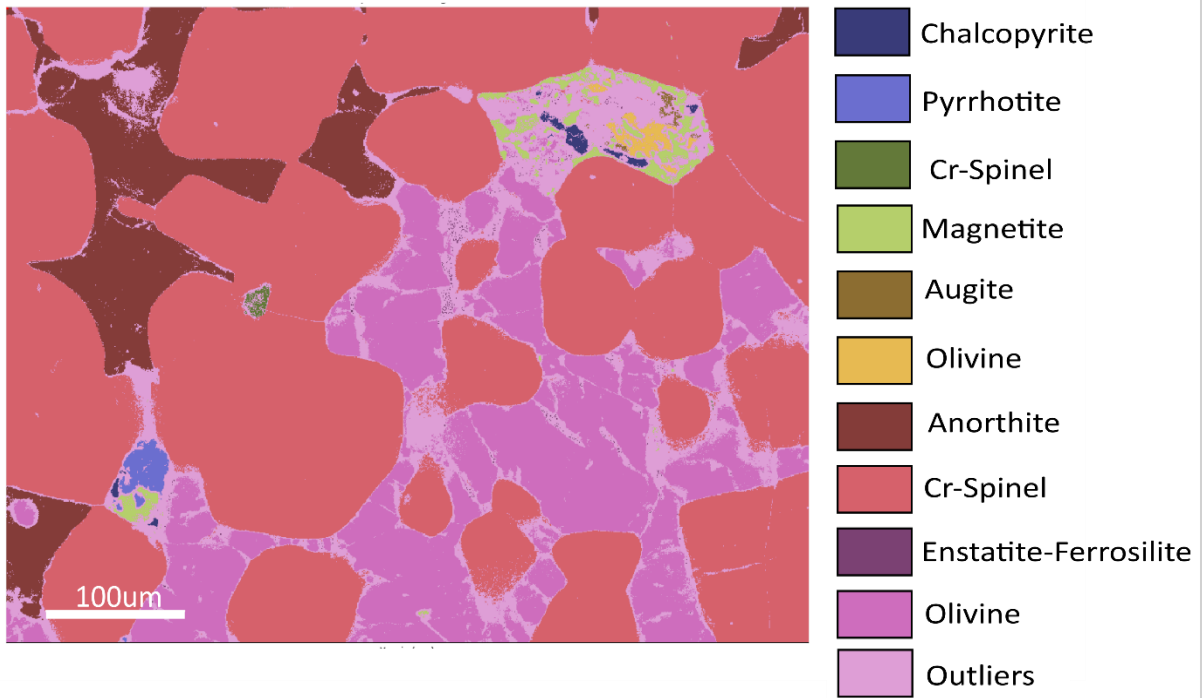 Chalcopyrite
Pyrrhotite
Cr-Spinel
Magnetite
Augite
Olivine
Anorthite
Cr-Spinel
Enstatite-Ferrosilite
Olivine
Outliers
100um